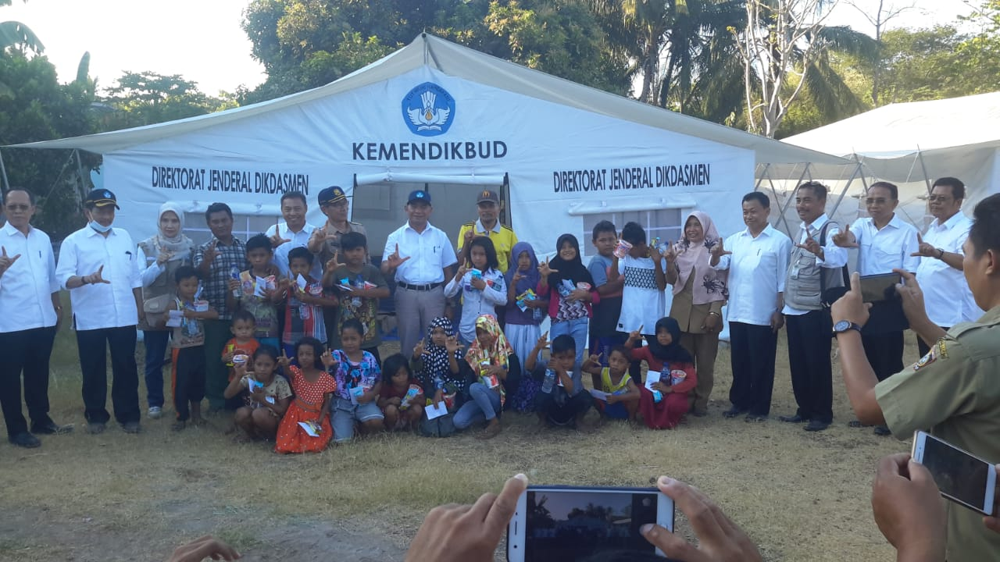 KEMENDIKBUD
DIREKTORAT JENDERAL DIKDASMEN
DIREKTORAT JENDERAL DIKDASMEN